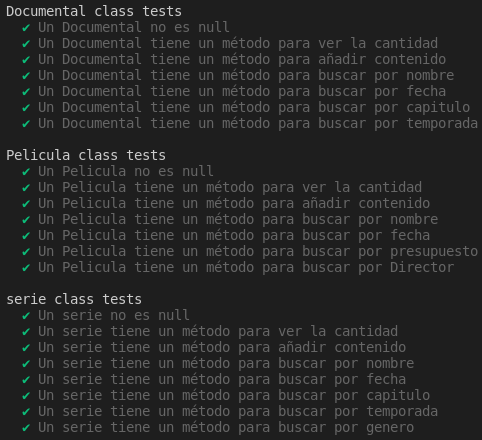 Documental class tests
✔ Un Documental no es null
✔ Un Documental tiene un método para ver la cantidad
✔ Un Documental tiene un método para añadir contenido
✔ Un Documental tiene un método para buscar por nombre
✔ Un Documental tiene un método para buscar por fecha
✔ Un Documental tiene un método para buscar por capitulo
✔ Un Documental tiene un método para buscar por temporada
Pelicula class tests
✔ Un Pelicula no es null
✔ Un Pelicula tiene un método para ver la cantidad
✔ Un Pelicula tiene un método para añadir contenido
✔ Un Pelicula tiene un método para buscar por nombre
✔ Un Pelicula tiene un método para buscar por fecha
✔ Un Pelicula tiene un método para buscar por presupuesto
✔ Un Pelicula tiene un método para buscar por Director
serie class tests
✔ Un serie no es null
✔ Un serie tiene un método para ver la cantidad
✔ Un serie tiene un método para añadir contenido
✔ Un serie tiene un método para buscar por nombre
✔ Un serie tiene un método para buscar por fecha
✔ Un serie tiene un método para buscar por capitulo
✔ Un serie tiene un método para buscar por temporada
✔ Un serie tiene un método para buscar por genero